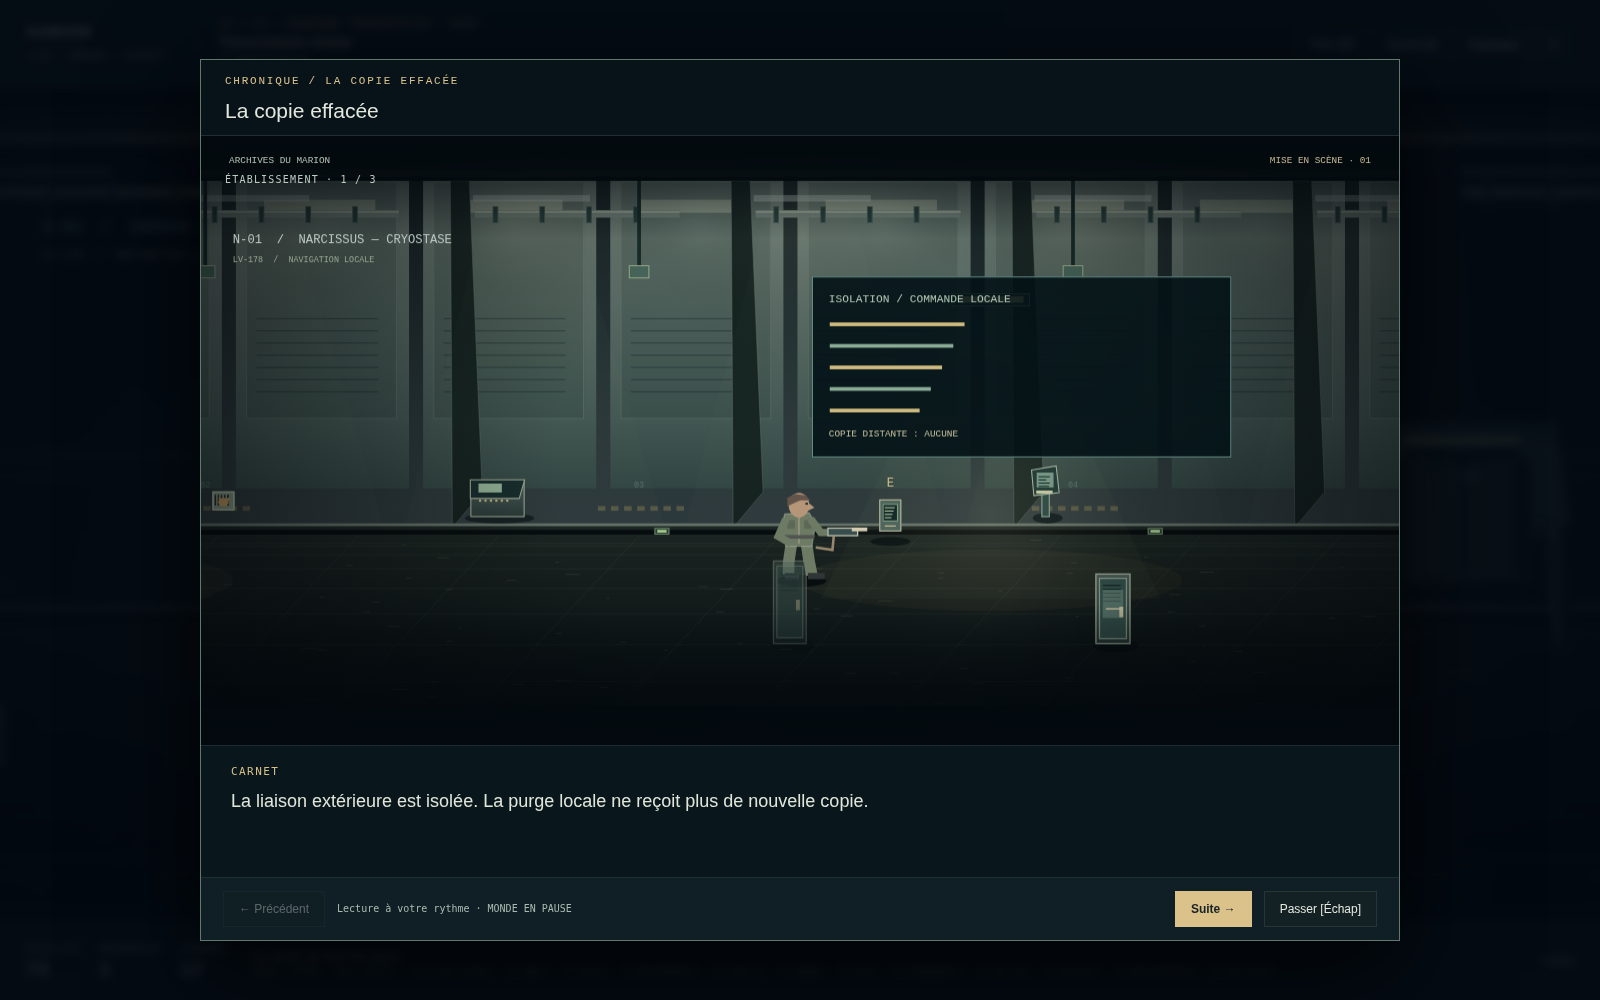 CHRONIQUE / LA COPIE EFFACÉE
La copie effacée
ARCHIVES DU MARION
MISE EN SCÈNE · 01
ÉTABLISSEMENT · 1 / 3
N-01 / NARCISSUS — CRYOSTASE
LV-178 / NAVIGATION LOCALE
ISOLATION / COMMANDE LOCALE
COPIE DISTANTE : AUCUNE
E
03
04
CARNET
La liaison extérieure est isolée. La purge locale ne reçoit plus de nouvelle copie.
← Précédent
Lecture à votre rythme · MONDE EN PAUSE
Suite →
Passer [Échap]